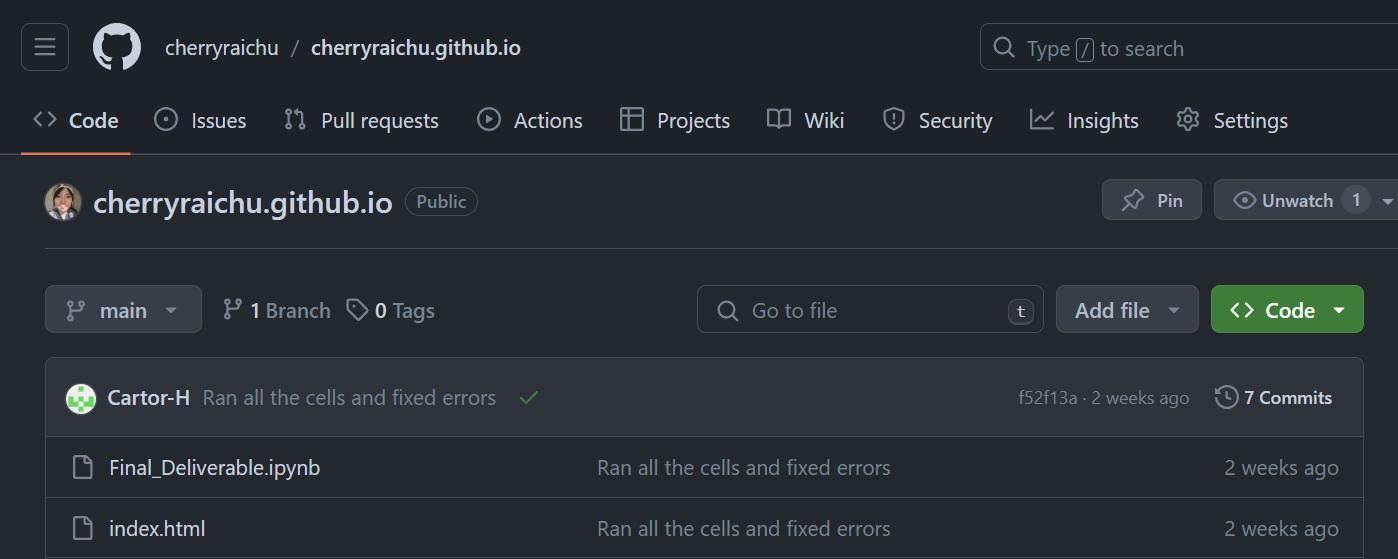 cherryraichu / cherryraichu.github.io
Type / to search
Code Issues Pull requests Actions Projects Wiki Security Insights Settings
cherryraichu.github.io Public
Pin Unwatch 1
main 1 Branch 0 Tags
Go to file t
Add file Code
Cartor-H Ran all the cells and fixed errors f52f13a · 2 weeks ago 7 Commits
Final_Deliverable.ipynb Ran all the cells and fixed errors 2 weeks ago
index.html Ran all the cells and fixed errors 2 weeks ago